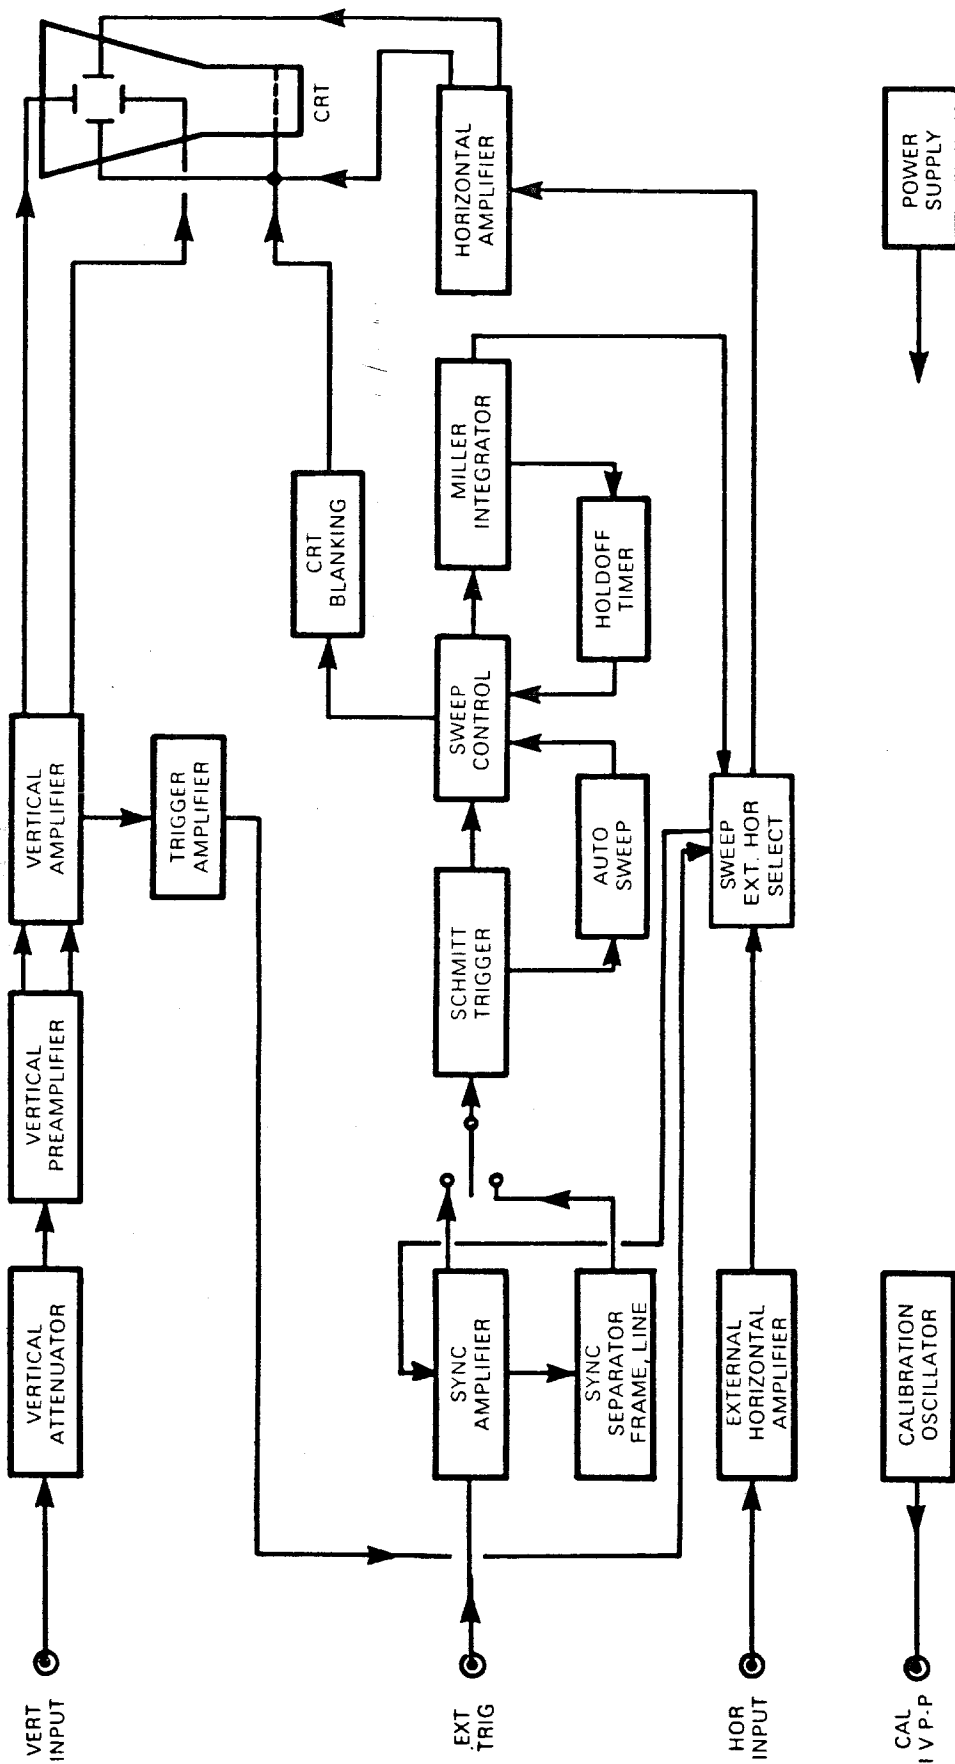 VERT
INPUT
VERTICAL
ATTENUATOR
VERTICAL
PREAMPLIFIER
VERTICAL
AMPLIFIER
TRIGGER
AMPLIFIER
CRT
CRT
BLANKING
EXT
TRIG
SYNC
AMPLIFIER
SCHMITT
TRIGGER
SWEEP
CONTROL
MILLER
INTEGRATOR
HORIZONTAL
AMPLIFIER
SYNC
SEPARATOR
FRAME, LINE
AUTO
SWEEP
HOLDOFF
TIMER
HOR
INPUT
EXTERNAL
HORIZONTAL
AMPLIFIER
SWEEP
EXT. HOR
SELECT
CAL
I V P-P
CALIBRATION
OSCILLATOR
POWER
SUPPLY